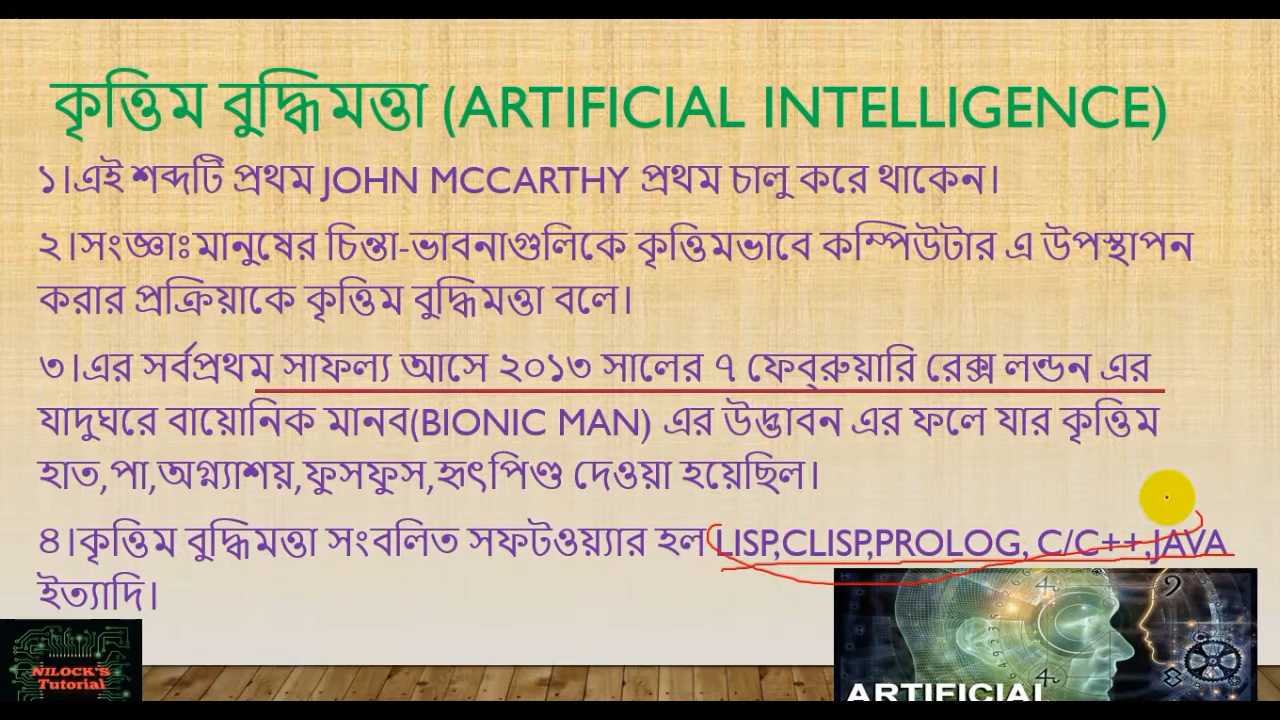 কৃত্তিম বুদ্ধিমত্তা (ARTIFICIAL INTELLIGENCE)
১।এই শব্দটি প্রথম JOHN MCCARTHY প্রথম চালু করে থাকেন।
২।সংজ্ঞাঃমানুষের চিন্তা-ভাবনাগুলিকে কৃত্তিমভাবে কম্পিউটার এ উপস্থাপন
করার প্রক্রিয়াকে কৃত্তিম বুদ্ধিমত্তা বলে।
৩।এর সর্বপ্রথম সাফল্য আসে ২০১৩ সালের ৭ ফেব্রুয়ারি রেক্স লন্ডন এর
যাদুঘরে বায়োনিক মানব(BIONIC MAN) এর উদ্ভাবন এর ফলে যার কৃত্তিম
হাত,পা,অগ্ন্যাশয়,ফুসফুস,হৃৎপিণ্ড দেওয়া হয়েছিল।
৪।কৃত্তিম বুদ্ধিমত্তা সংবলিত সফটওয়্যার হল LISP,CLISP,PROLOG, C/C++,JAVA
ইত্যাদি।
NILOCK'S
Tutorial
ARTIFICIAL